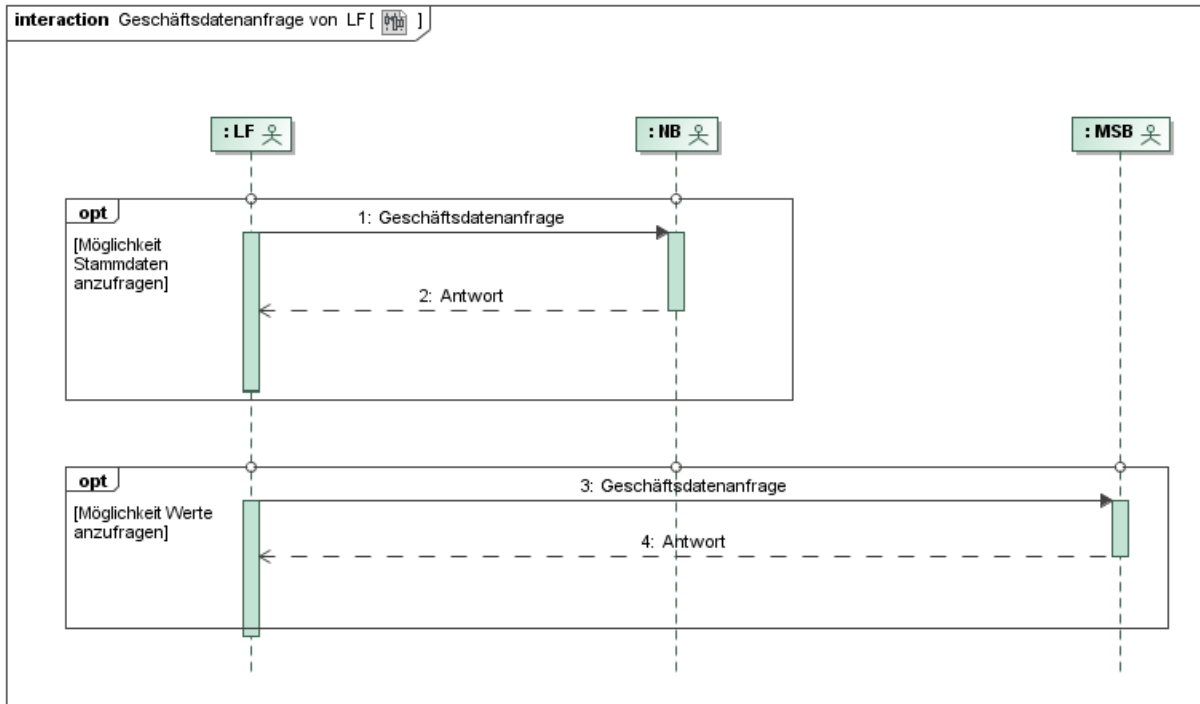 interaction Geschäftsdatenanfrage von LF[ ]
: LF
: NB
: MSB
opt
1: Geschäftsdatenanfrage
[Möglichkeit
Stammdaten
anzufragen]
2: Antwort
opt
3: Geschäftsdatenanfrage
[Möglichkeit Werte
anzufragen]
4: Antwort